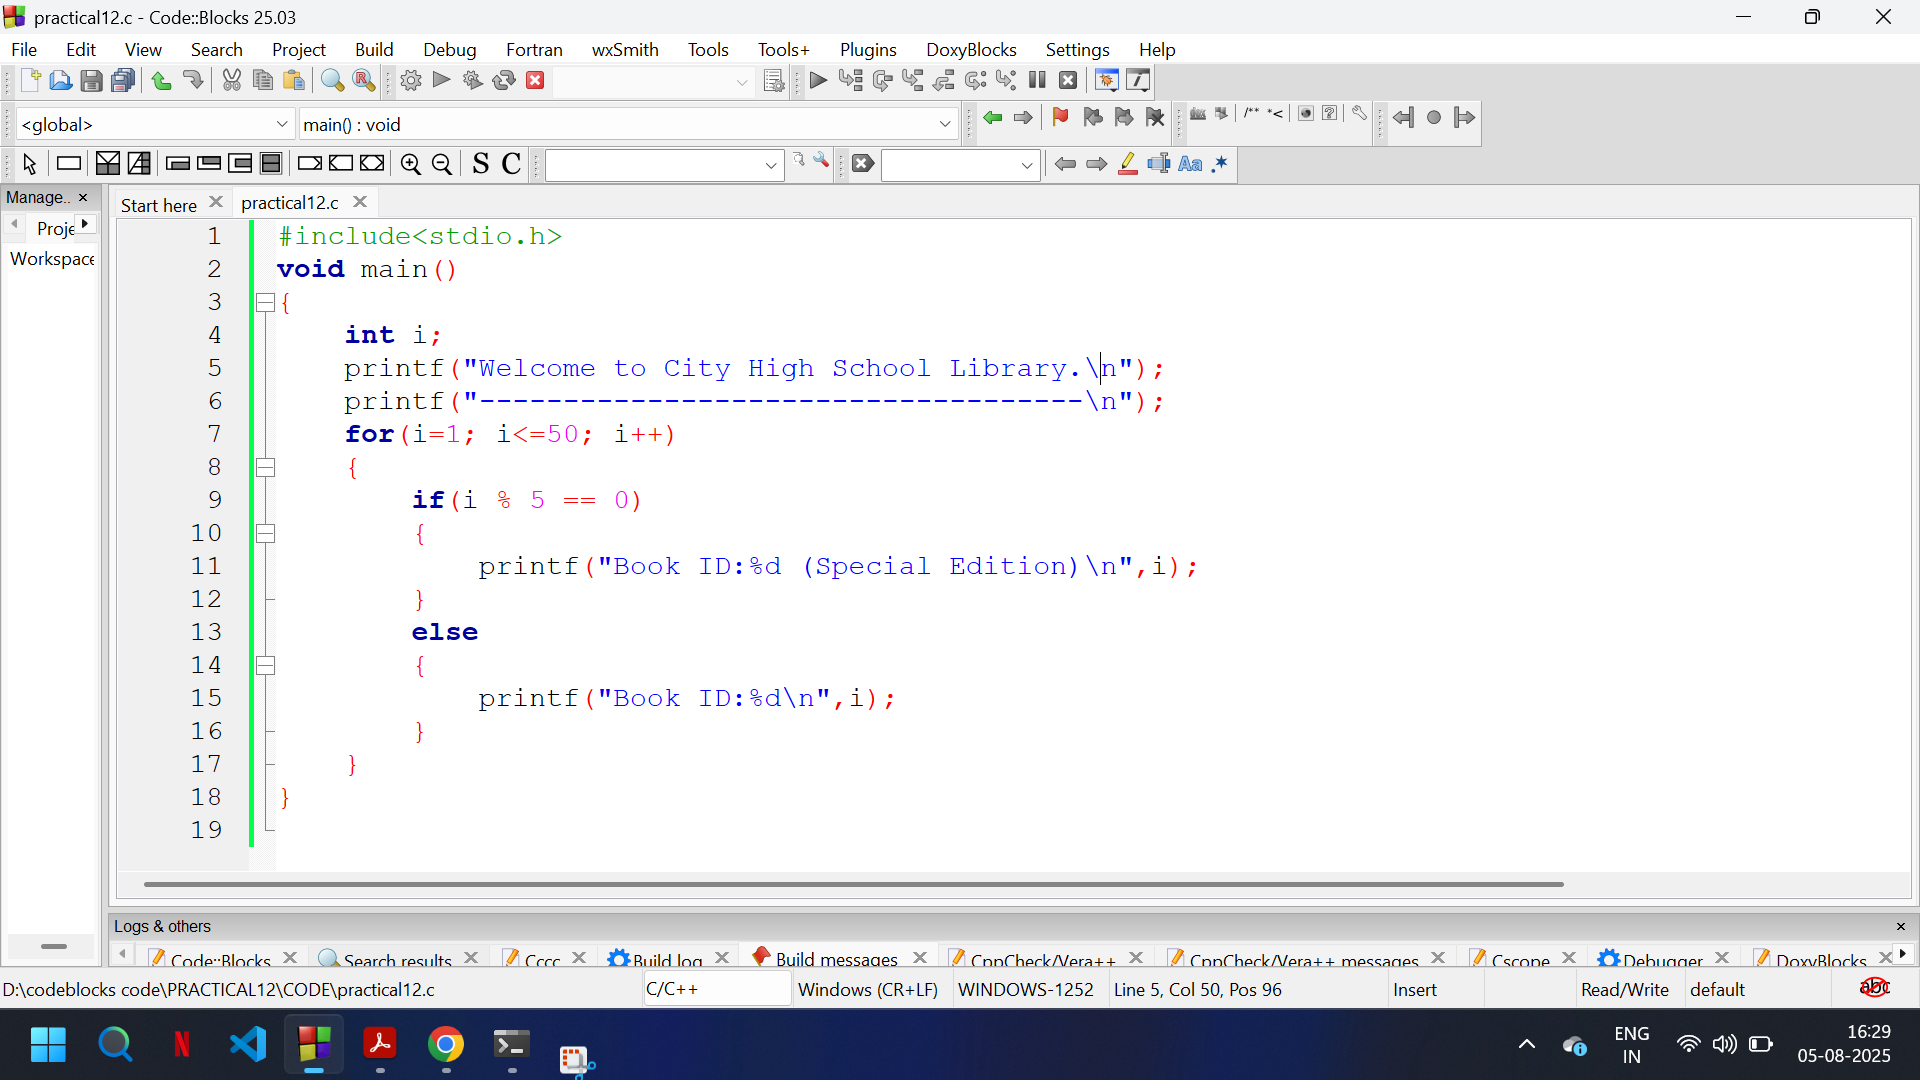 practical12.c - Code::Blocks 25.03
File Edit View Search Project Build Debug Fortran wxSmith Tools Tools+ Plugins DoxyBlocks Settings Help
<global> main() : void
/** *<
S C
Aa .*
Manage..
Start here practical12.c
Proje
Workspace
1 #include<stdio.h>
2 void main()
3 {
4 int i;
5 printf("Welcome to City High School Library.\n");
6 printf("------------------------------------\n");
7 for(i=1; i<=50; i++)
8 {
9 if(i % 5 == 0)
10 {
11 printf("Book ID:%d (Special Edition)\n",i);
12 }
13 else
14 {
15 printf("Book ID:%d\n",i);
16 }
17 }
18 }
19
Logs & others
Code::Blocks Search results Cccc Build log Build messages CppCheck/Vera++ CppCheck/Vera++ messages Cscope Debugger DoxyBlocks
D:\codeblocks code\PRACTICAL12\CODE\practical12.c C/C++ Windows (CR+LF) WINDOWS-1252 Line 5, Col 50, Pos 96 Insert Read/Write default abc
ENG 16:29
IN 05-08-2025